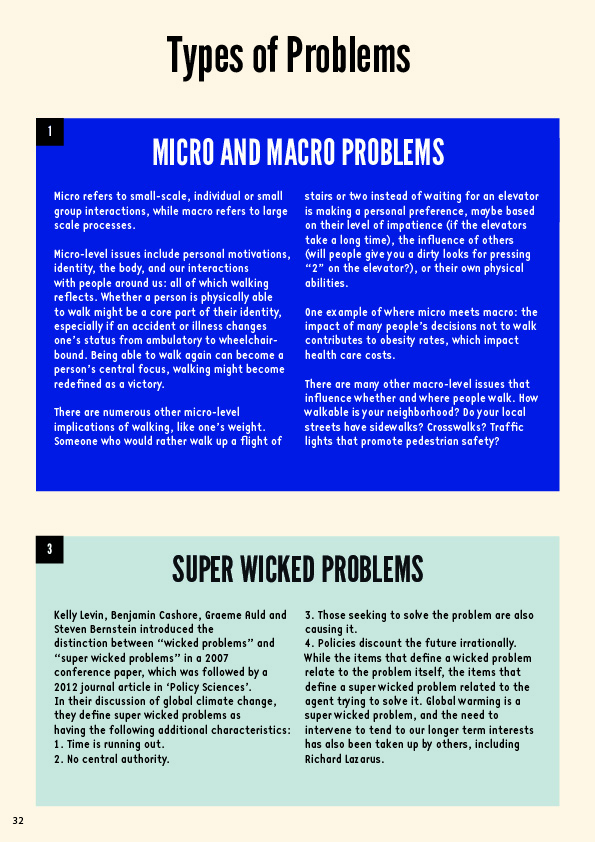 Types of Problems
1
MICRO AND MACRO PROBLEMS
Micro refers to small-scale, individual or small
group interactions, while macro refers to large
scale processes.
Micro-level issues include personal motivations,
identity, the body, and our interactions
with people around us: all of which walking
reflects. Whether a person is physically able
to walk might be a core part of their identity,
especially if an accident or illness changes
one's status from ambulatory to wheelchair-
bound. Being able to walk again can become a
person's central focus, walking might become
redefined as a victory.
There are numerous other micro-level
implications of walking, like one's weight.
Someone who would rather walk up a flight of
stairs or two instead of waiting for an elevator
is making a personal preference, maybe based
on their level of impatience (if the elevators
take a long time), the influence of others
(will people give you a dirty looks for pressing
“2” on the elevator?), or their own physical
abilities.
One example of where micro meets macro: the
impact of many people's decisions not to walk
contributes to obesity rates, which impact
health care costs.
There are many other macro-level issues that
influence whether and where people walk. How
walkable is your neighborhood? Do your local
streets have sidewalks? Crosswalks? Traffic
lights that promote pedestrian safety?
3
SUPER WICKED PROBLEMS
Kelly Levin, Benjamin Cashore, Graeme Auld and
Steven Bernstein introduced the
distinction between “wicked problems” and
“super wicked problems” in a 2007
conference paper, which was followed by a
2012 journal article in ‘Policy Sciences’.
In their discussion of global climate change,
they define super wicked problems as
having the following additional characteristics:
1. Time is running out.
2. No central authority.
3. Those seeking to solve the problem are also
causing it.
4. Policies discount the future irrationally.
While the items that define a wicked problem
relate to the problem itself, the items that
define a super wicked problem related to the
agent trying to solve it. Global warming is a
super wicked problem, and the need to
intervene to tend to our longer term interests
has also been taken up by others, including
Richard Lazarus.
32